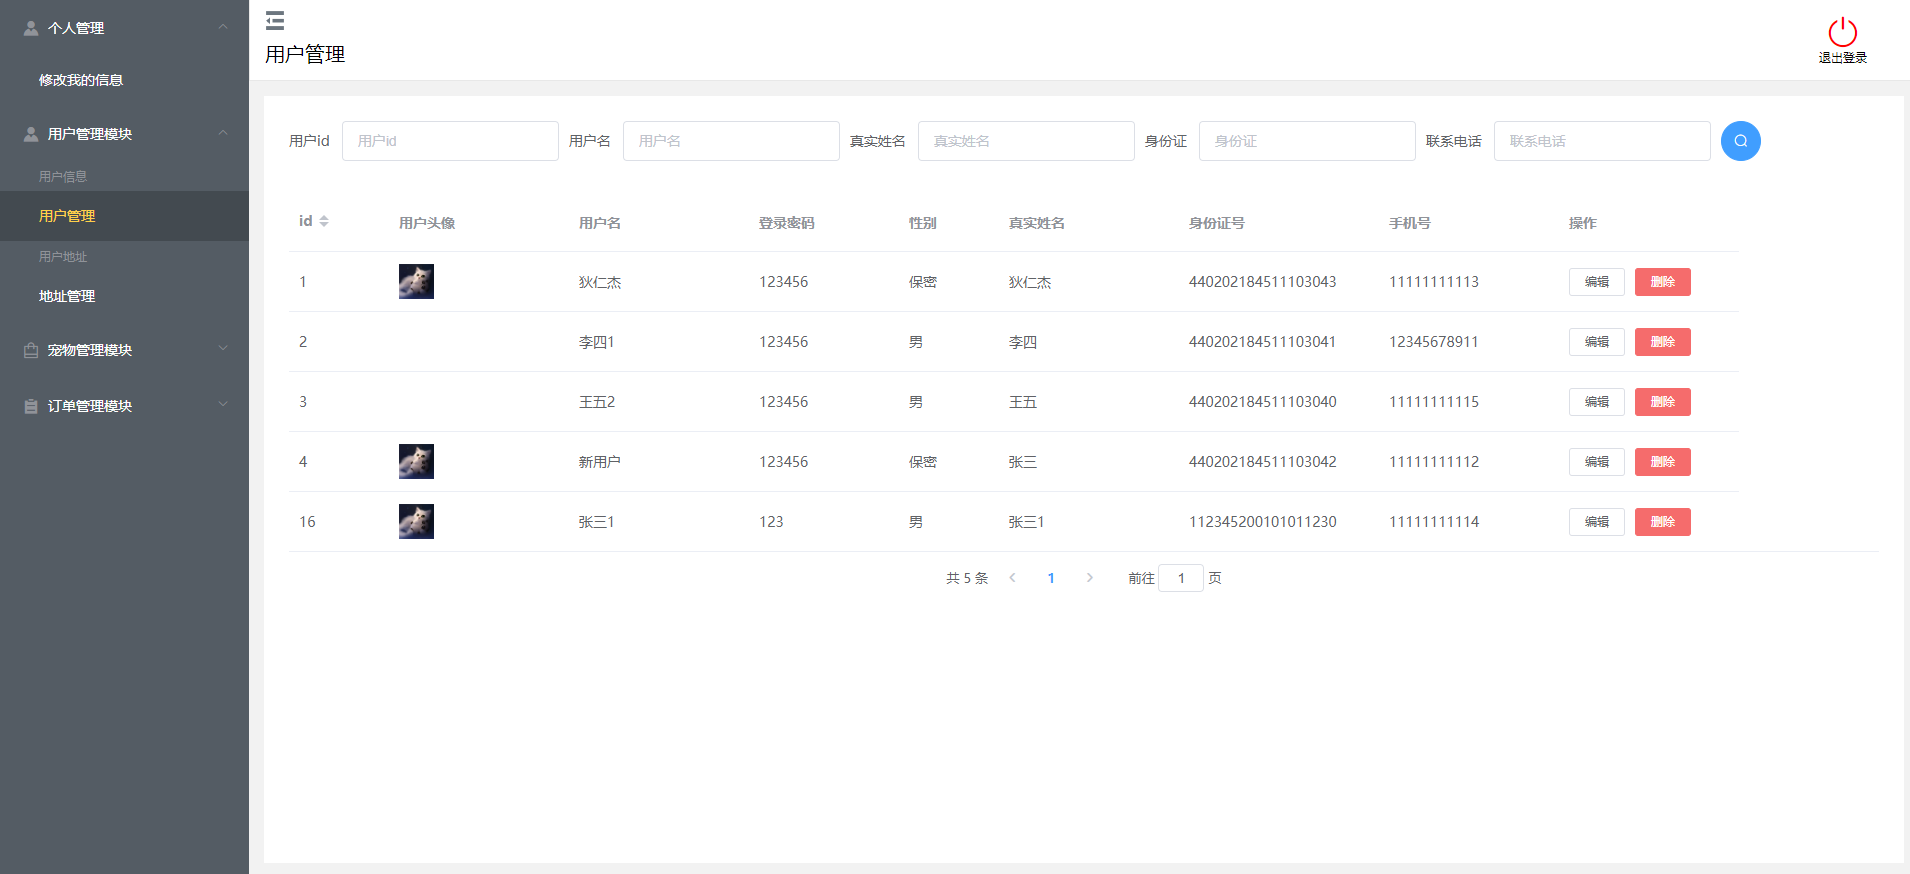 个人管理
修改我的信息
用户管理模块
用户信息
用户管理
用户地址
地址管理
宠物管理模块
订单管理模块
用户管理
退出登录
用户id 用户id 用户名 用户名 真实姓名 真实姓名 身份证 身份证 联系电话 联系电话
id 用户头像 用户名 登录密码 性别 真实姓名 身份证号 手机号 操作
1 狄仁杰 123456 保密 狄仁杰 440202184511103043 11111111113 编辑 删除
2 李四1 123456 男 李四 440202184511103041 12345678911 编辑 删除
3 王五2 123456 男 王五 440202184511103040 11111111115 编辑 删除
4 新用户 123456 保密 张三 440202184511103042 11111111112 编辑 删除
16 张三1 123 男 张三1 112345200101011230 11111111114 编辑 删除
共 5 条 1 前往 1 页